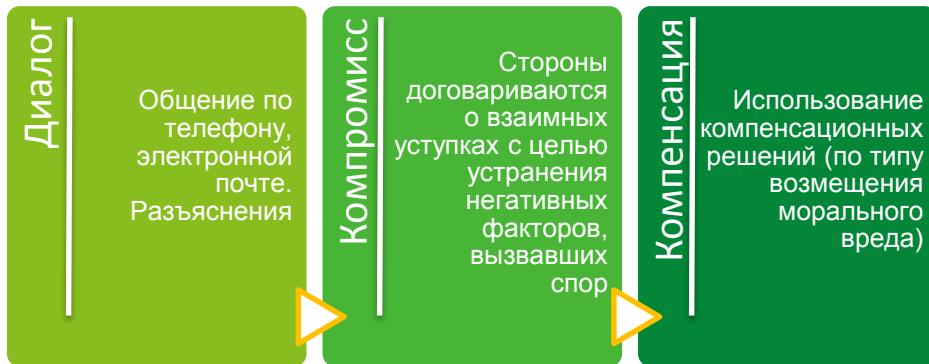 Диалог
Общение по
телефону,
электронной
почте.
Разъяснения
Компромисс
Стороны
договариваются
о взаимных
уступках с целью
устранения
негативных
факторов,
вызвавших
спор
Компенсация
Использование
компенсационных
решений (по типу
возмещения
морального
вреда)